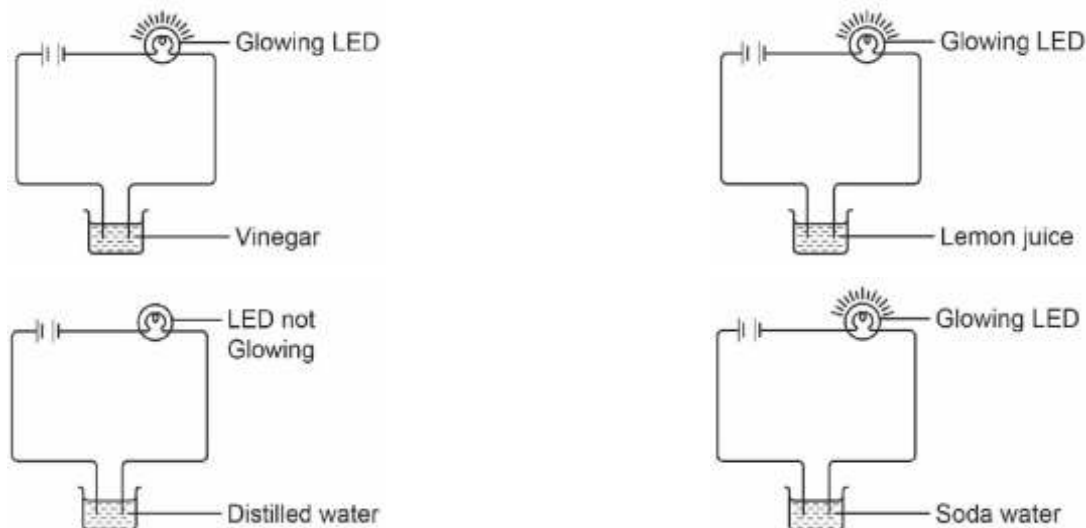 Glowing LED
Vinegar
Glowing LED
Lemon juice
LED not
Glowing
Distilled water
Glowing LED
Soda water